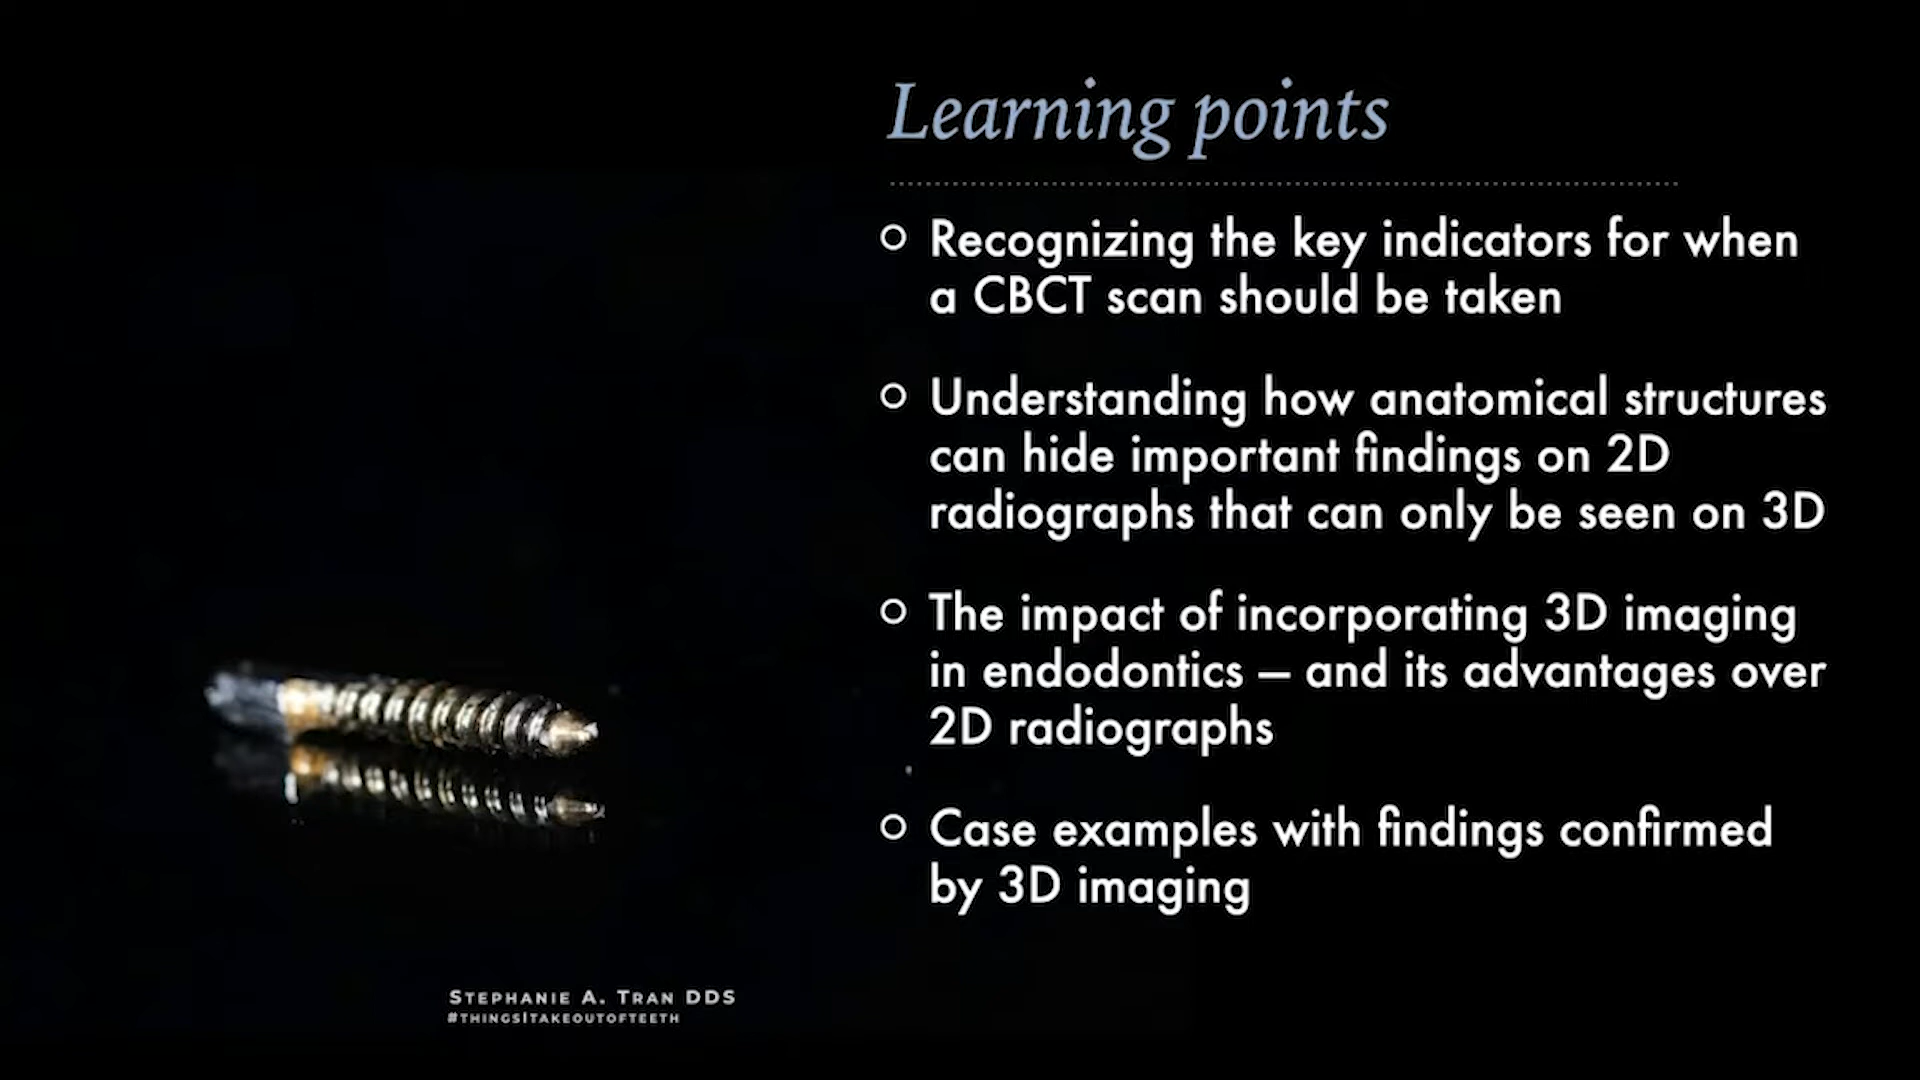 Learning points
Recognizing the key indicators for when
a CBCT scan should be taken
Understanding how anatomical structures
can hide important findings on 2D
radiographs that can only be seen on 3D
The impact of incorporating 3D imaging
in endodontics — and its advantages over
2D radiographs
Case examples with findings confirmed
by 3D imaging
Stephanie A. Tran DDS
#thingsItakeoutofteeth